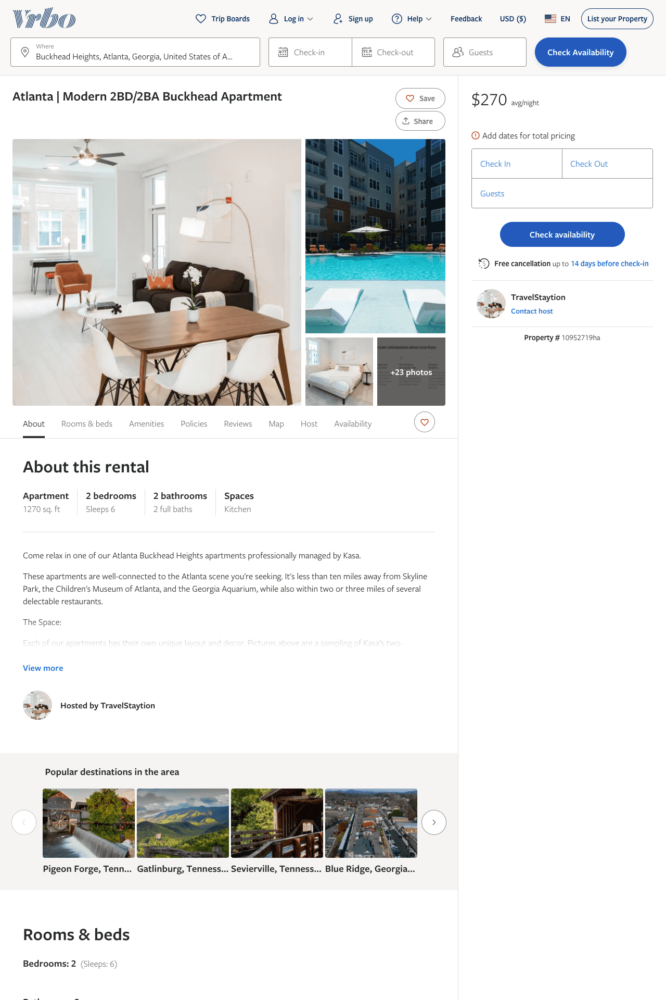 Vrbo
Trip Boards
Log in
Sign up
Help
Feedback
USD ($)
EN
List your Property
Where
Buckhead Heights, Atlanta, Georgia, United States of A...
Check-in
Check-out
Guests
Check Availability
Atlanta | Modern 2BD/2BA Buckhead Apartment
Save
Share
+23 photos
$270 avg/night
Add dates for total pricing
Check In
Check Out
Guests
Check availability
Free cancellation up to 14 days before check-in
TravelStaytion
Contact host
Property # 10952719ha
About
Rooms & beds
Amenities
Policies
Reviews
Map
Host
Availability
About this rental
Apartment
1270 sq. ft
2 bedrooms
Sleeps 6
2 bathrooms
2 full baths
Spaces
Kitchen
Come relax in one of our Atlanta Buckhead Heights apartments professionally managed by Kasa.
These apartments are well-connected to the Atlanta scene you're seeking. It's less than ten miles away from Skyline
Park, the Children's Museum of Atlanta, and the Georgia Aquarium, while also within two or three miles of several
delectable restaurants.
The Space:
Each of our apartments has their own unique layout and decor. Pictures above are a sampling of Kasa's two-
View more
Hosted by TravelStaytion
Popular destinations in the area
Pigeon Forge, Tenn...
Gatlinburg, Tenness...
Sevierville, Tenness...
Blue Ridge, Georgia...
Rooms & beds
Bedrooms: 2 (Sleeps: 6)